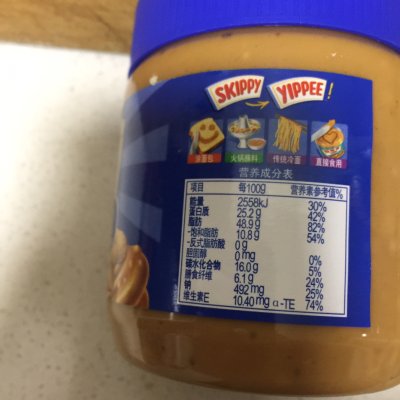 SKIPPY YIPPEE!
涂面包 火锅蘸料 传统冷面 直接食用
营养成分表
项目 每100g 营养素参考值%
能量 2558kJ 30%
蛋白质 25.2g 42%
脂肪 48.9g 82%
-饱和脂肪 10.8g 54%
-反式脂肪酸 0g
胆固醇 0mg 0%
碳水化合物 16.0g 5%
膳食纤维 6.1g 24%
钠 492mg 25%
维生素E 10.40mg α-TE 74%